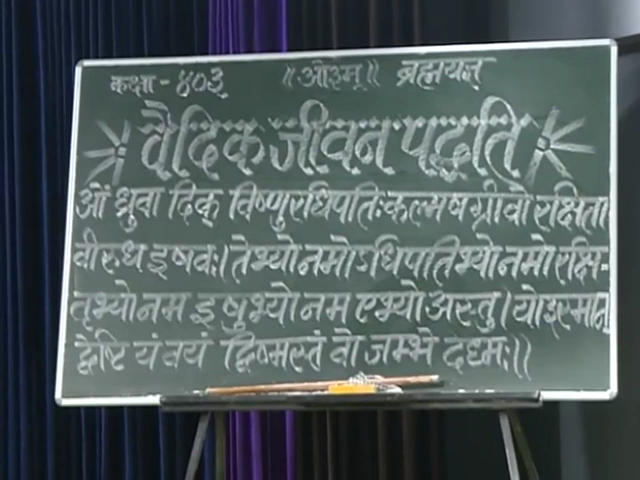 कक्षा - ४०३ ॥ओ३म्॥ ब्रह्मयज्ञ
वैदिक जीवन पद्धति
ओं ध्रुवा दिक् विष्णुरधिपतिः कल्माषग्रीवो रक्षिता
वीरुध इषवः। तेभ्यो नमोऽधिपतिभ्यो नमो रक्षि-
तृभ्यो नम इषुभ्यो नम एभ्यो अस्तु। योऽस्मान्
द्वेष्टि यं वयं द्विष्मस्तं वो जम्भे दध्मः॥